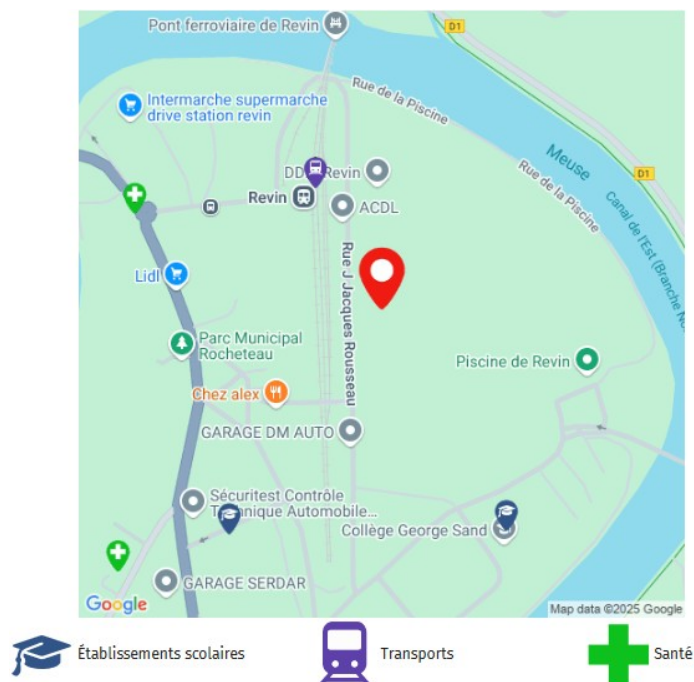 Pont ferroviaire de Revin
D1
Intermarche supermarche
drive station revin
Rue de la Piscine
Meuse
Rue de la Piscine
D1
Revin
Revin
ACDL
Canal de l'Est (Branche
Lidl
Rue J Jacques Rousseau
Parc Municipal
Rocheteau
Piscine de Revin
Chez alex
GARAGE DM AUTO
Sécuritest Contrôle
Technique Automobile...
Collège George Sand
GARAGE SERDAR
Google
Map data ©2025 Google
Établissements scolaires
Transports
Santé